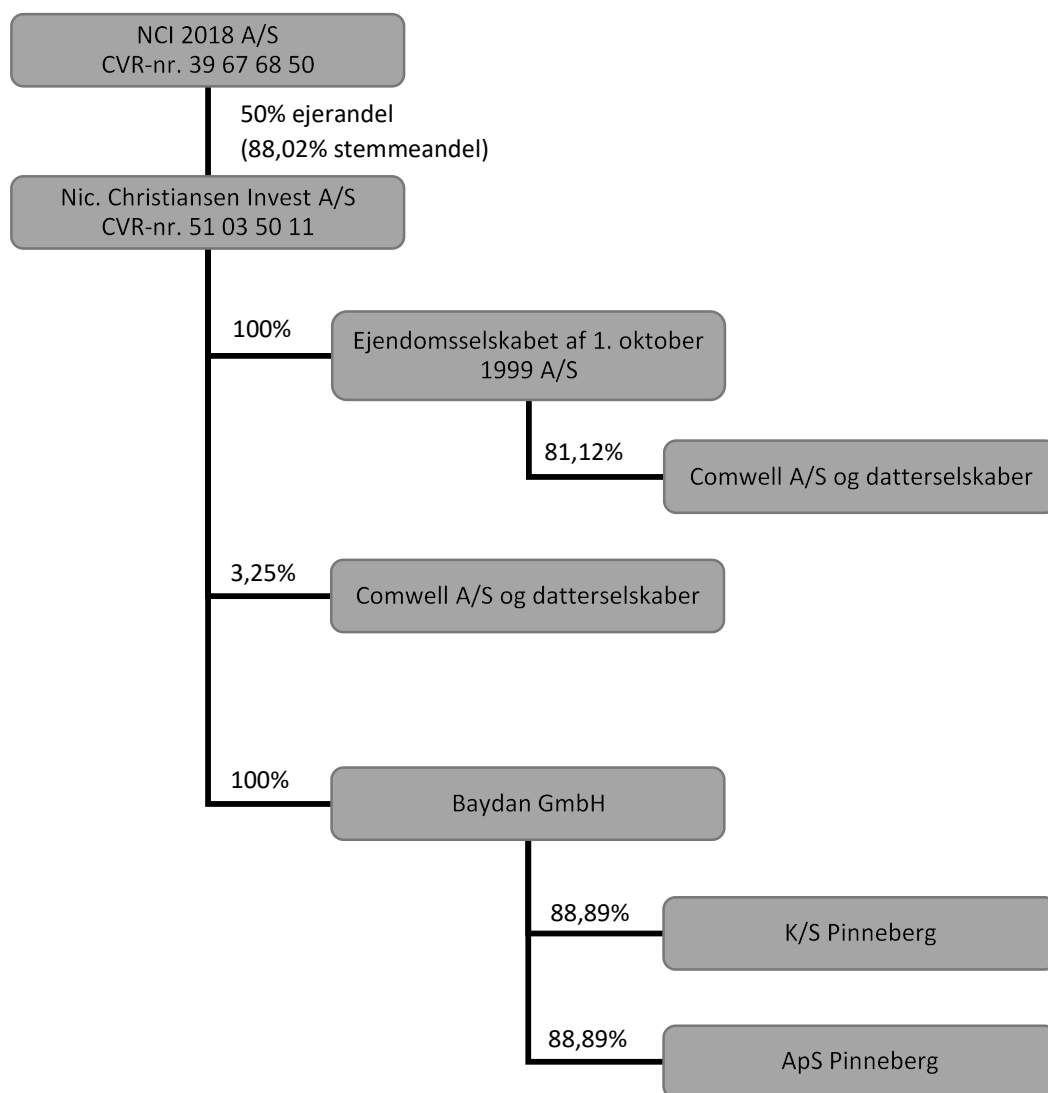 NCI 2018 A/S
CVR-nr. 39 67 68 50
50% ejerandel
(88,02% stemmeandel)
Nic. Christiansen Invest A/S
CVR-nr. 51 03 50 11
100%
Ejendomsselskabet af 1. oktober
1999 A/S
81,12%
Comwell A/S og datterselskaber
3,25%
Comwell A/S og datterselskaber
100%
Baydan GmbH
88,89%
K/S Pinneberg
88,89%
ApS Pinneberg